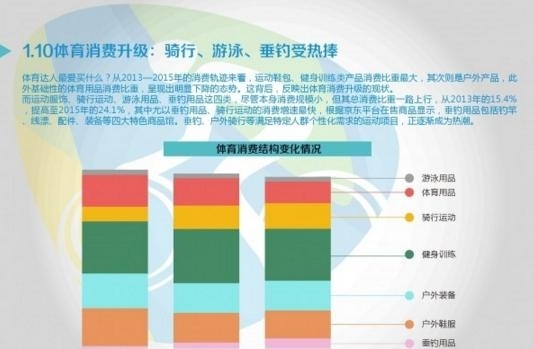 1.10体育消费升级：骑行、游泳、垂钓受热捧
体育达人最爱买什么？从2013—2015年的消费轨迹来看，运动鞋包、健身训练类产品消费比重最大，其次则是户外产品，此
外基础性的体育用品消费比重，呈现出明显下降的态势。这背后，反映出体育消费升级的现状。
而运动服饰、骑行运动、游泳用品、垂钓用品这四类，尽管本身消费规模小，但其总消费比重一路上行，从2013年的15.4%
，提高至2015年的24.1%，其中尤以垂钓用品、骑行运动的消费增速最快，根据京东平台在售商品显示，垂钓用品包括钓竿
、线漂、配件、装备等四大特色商品馆。垂钓、户外骑行等满足特定人群个性化需求的运动项目，正逐渐成为热潮。
体育消费结构变化情况
游泳用品
体育用品
骑行运动
健身训练
户外装备
户外鞋服
垂钓用品